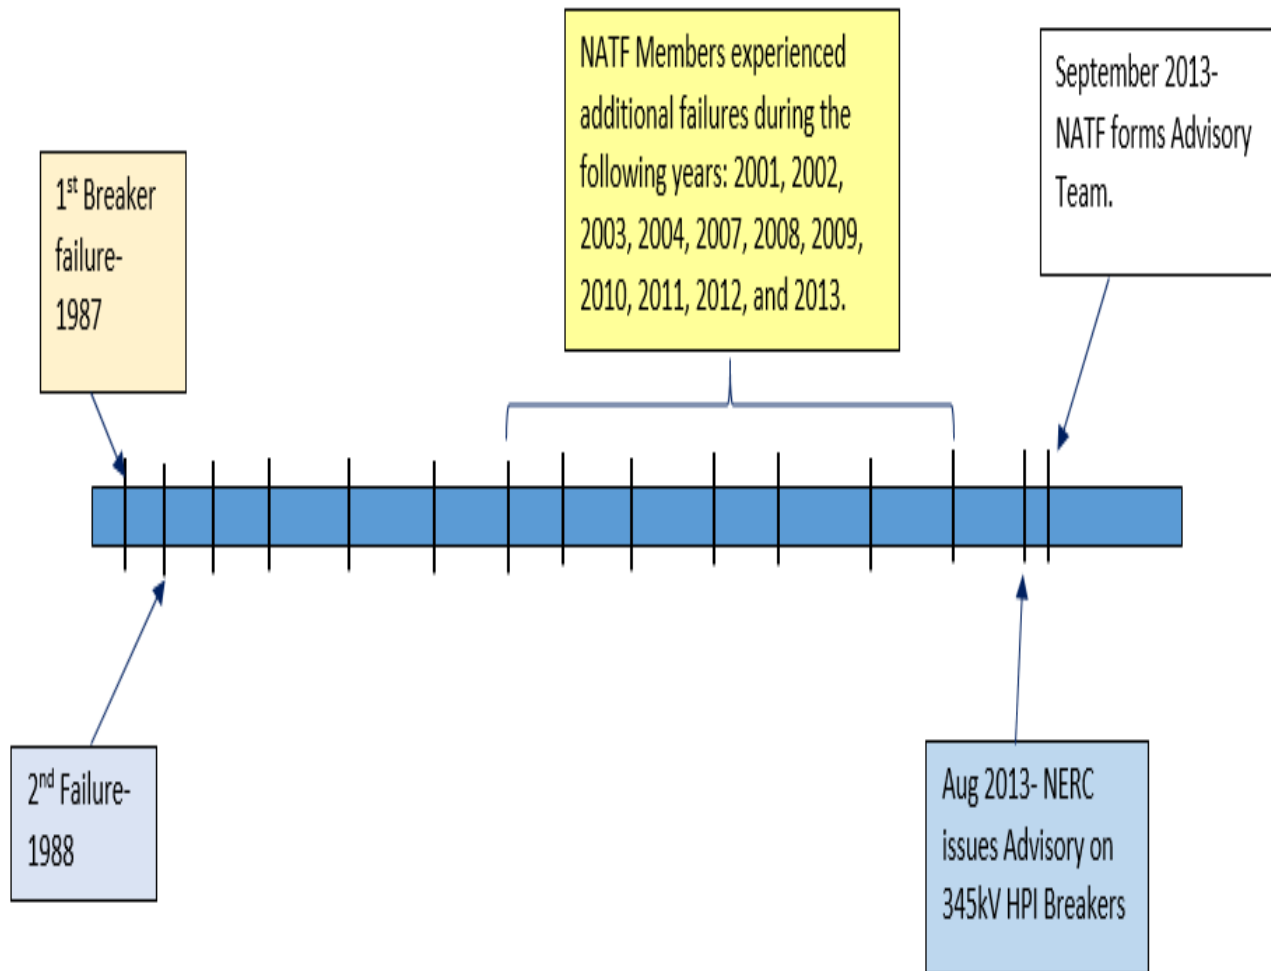 1st Breaker
failure-
1987
NATF Members experienced
additional failures during the
following years: 2001, 2002,
2003, 2004, 2007, 2008, 2009,
2010, 2011, 2012, and 2013.
September 2013-
NATF forms Advisory
Team.
2nd Failure-
1988
Aug 2013- NERC
issues Advisory on
345kV HPI Breakers